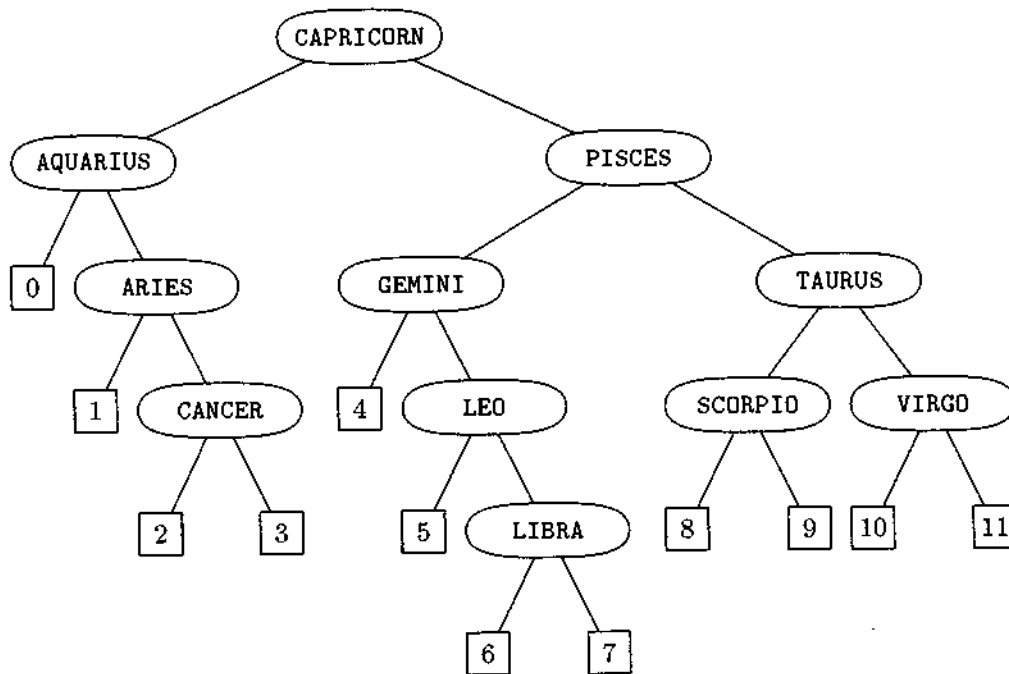 CAPRICORN
AQUARIUS PISCES
0 ARIES GEMINI TAURUS
1 CANCER 4 LEO SCORPIO VIRGO
2 3 5 LIBRA 8 9 10 11
6 7